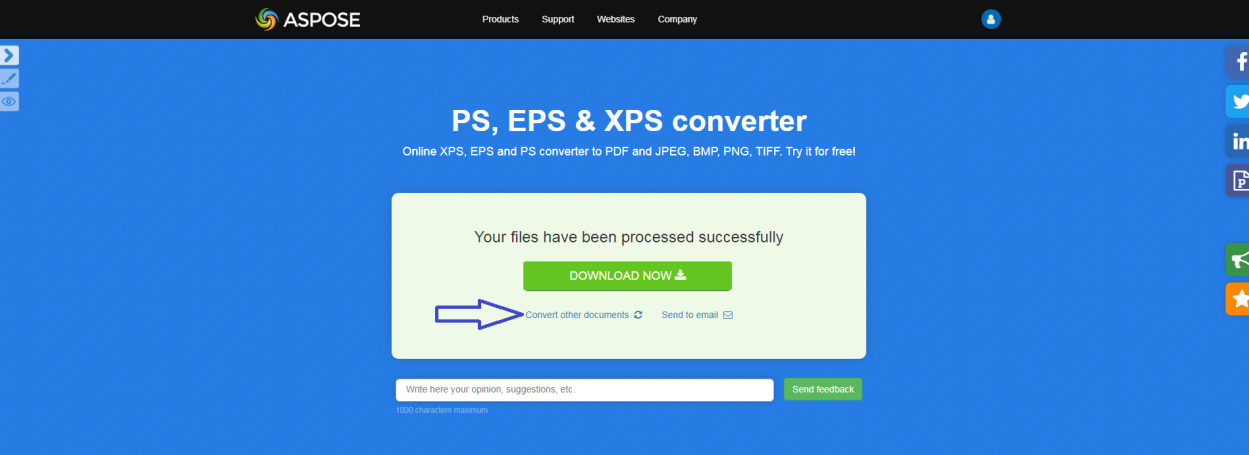 ASPOSE
Products Support Websites Company
PS, EPS & XPS converter
Online XPS, EPS and PS converter to PDF and JPEG, BMP, PNG, TIFF. Try it for free!
Your files have been processed successfully
DOWNLOAD NOW
Convert other documents Send to email
Write here your opinion, suggestions, etc.
Send feedback
1000 characters maximum